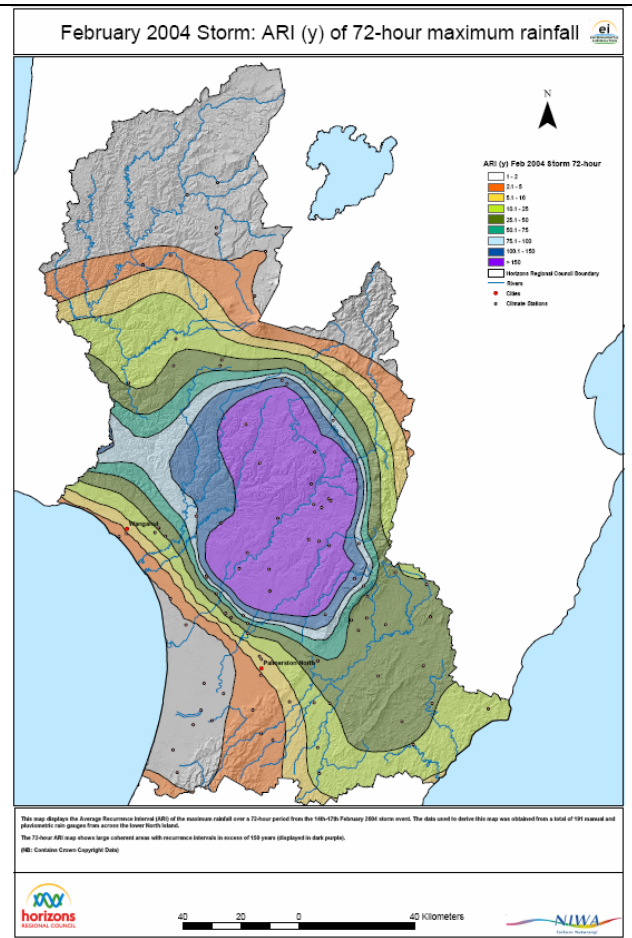 February 2004 Storm: ARI (y) of 72-hour maximum rainfall
ei
N
ARI (y) Feb 2004 Storm 72-hour
1 - 2
2.1 - 5
5.1 - 10
10.1 - 25
25.1 - 50
50.1 - 75
75.1 - 100
100.1 - 150
> 150
Horizons Regional Council Boundary
Rivers
Cities
Climate Stations
Wanganui
Palmerston North
This map displays the Average Recurrence Interval (ARI) of the maximum rainfall over a 72-hour period from the 14th-17th February 2004 storm event. The data used to derive this map was obtained from a total of 191 manual and
pluviometric rain gauges from across the lower North Island.
The 72-hour ARI map shows large coherent areas with recurrence intervals in excess of 150 years (displayed in dark purple).
(NB: Contains Crown Copyright Data)
horizons
REGIONAL COUNCIL
40 20 0 40 Kilometers
NIWA
Taihoro Nukurangi